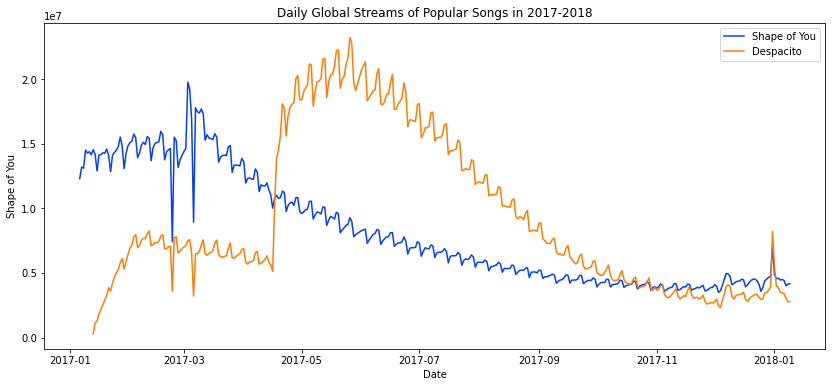 Daily Global Streams of Popular Songs in 2017-2018
1e7
Shape of You
Despacito
2.0
1.5
1.0
0.5
0.0
Shape of You
2017-01
2017-03
2017-05
2017-07
2017-09
2017-11
2018-01
Date